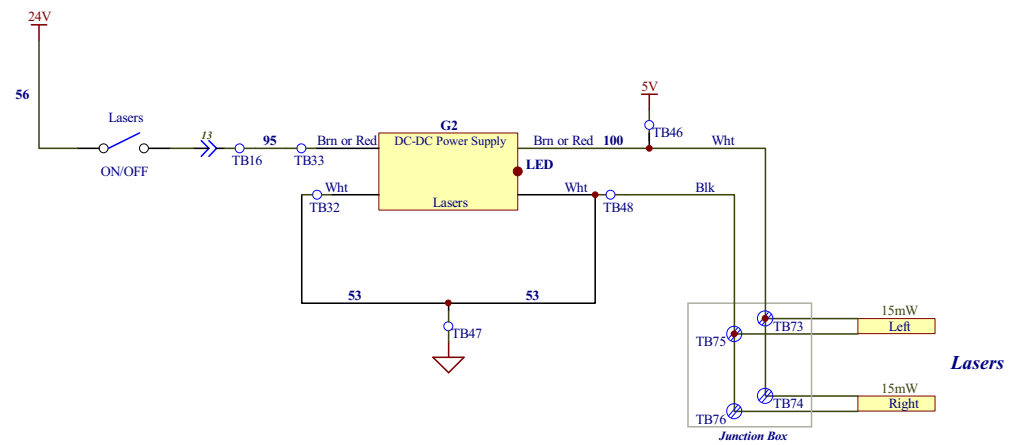 24V
56
Lasers
ON/OFF
13
TB16
95
TB33
Brn or Red
G2
DC-DC Power Supply
Lasers
LED
Brn or Red
100
5V
TB46
Wht
Wht
TB32
Wht
TB48
Blk
53
53
TB47
TB73
TB75
TB74
TB76
15mW
Left
15mW
Right
Lasers
Junction Box